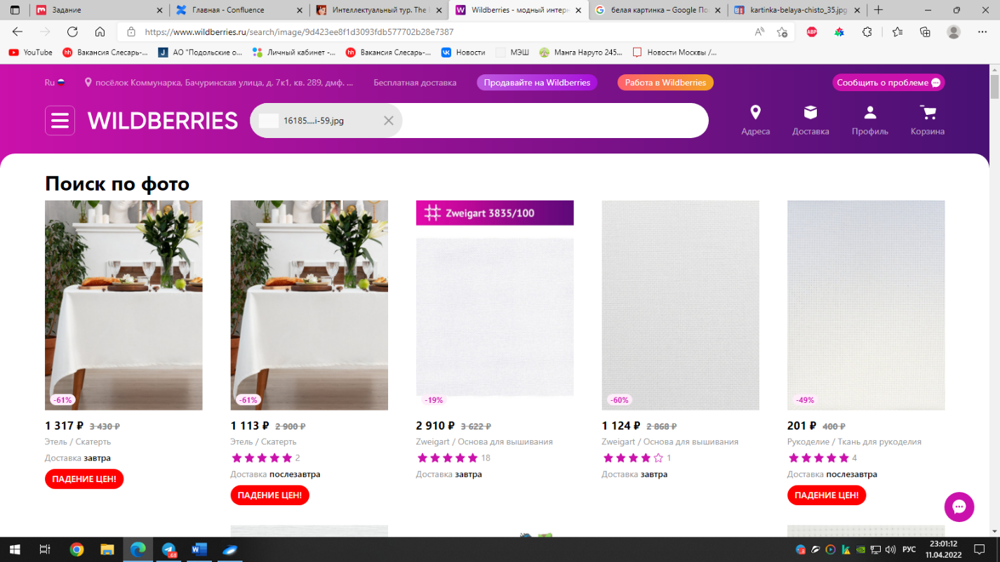 Задание
Главная - Confluence
Интеллектуальный тур. The I
Wildberries - модный интерн
белая картинка – Google По
kartinka-belaya-chisto_35.jpg
https://www.wildberries.ru/search/image/9d423ee8f1d3093fdb577702b28e7387
ABP
YouTube
hh Вакансия Слесарь-...
J АО "Подольские о...
Личный кабинет -...
hh Вакансия Слесарь-...
Новости
МЭШ
Манга Наруто 245...
Новости Москвы /...
Ru
посёлок Коммунарка, Бачуринская улица, д. 7к1, кв. 289, дмф. ...
Бесплатная доставка
Продавайте на Wildberries
Работа в Wildberries
Сообщить о проблеме
WILDBERRIES
16185....i-59.jpg
Адреса
Доставка
Профиль
Корзина
Поиск по фото
Zweigart 3835/100
-61%
-61%
-19%
-60%
-49%
1 317 ₽ 3 430 ₽
1 113 ₽ 2 900 ₽
2 910 ₽ 3 622 ₽
1 124 ₽ 2 868 ₽
201 ₽ 400 ₽
Этель / Скатерть
Этель / Скатерть
Zweigart / Основа для вышивания
Zweigart / Основа для вышивания
Рукоделие / Ткань для рукоделия
Доставка завтра
2
18
1
4
ПАДЕНИЕ ЦЕН!
Доставка послезавтра
Доставка завтра
Доставка завтра
Доставка послезавтра
ПАДЕНИЕ ЦЕН!
ПАДЕНИЕ ЦЕН!
РУС
23:01:12
11.04.2022